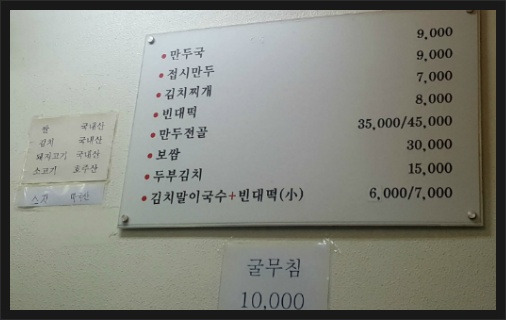 • 만두국 9,000
• 접시만두 9,000
• 김치찌개 7,000
• 빈대떡 8,000
• 만두전골 35,000/45,000
• 보쌈 30,000
• 두부김치 15,000
• 김치말이국수+빈대떡(小) 6,000/7,000
쌀 국내산
김치 국내산
돼지고기 국내산
소고기 호주산
굴무침
10,000